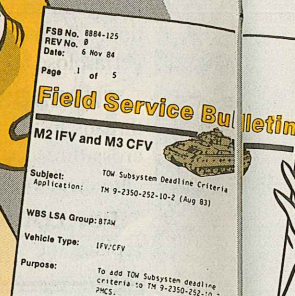 FSB No. 8884-125
REV No. 0
Date: 6 Nov 84
Page 1 of 5
Field Service Bulletin
M2 IFV and M3 CFV
Subject: TOW Subsystem Deadline Criteria
Application: TM 9-2350-252-10-2 (Aug 83)
WBS LSA Group: BTAW
Vehicle Type: IFV/CFV
Purpose: To add TOW Subsystem deadline
criteria to TM 9-2350-252-10-
PMCS.